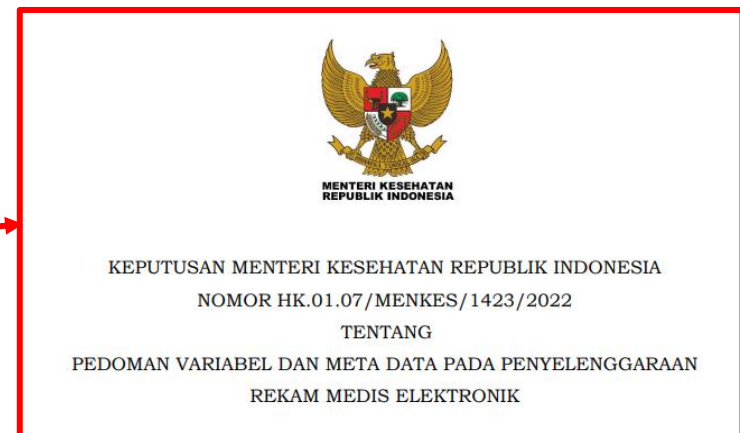 MENTERI KESEHATAN
REPUBLIK INDONESIA
KEPUTUSAN MENTERI KESEHATAN REPUBLIK INDONESIA
NOMOR HK.01.07/MENKES/1423/2022
TENTANG
PEDOMAN VARIABEL DAN META DATA PADA PENYELENGGARAAN
REKAM MEDIS ELEKTRONIK